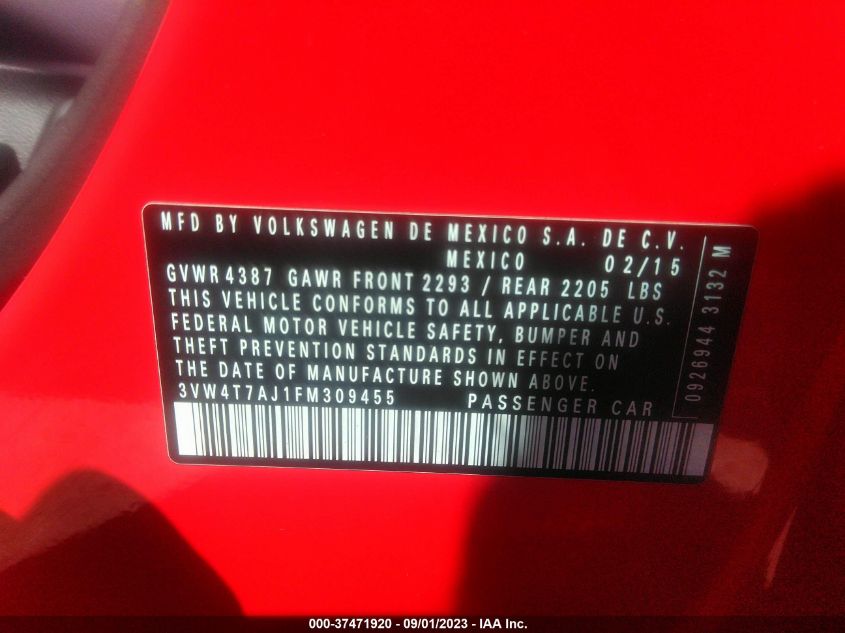 MFD BY VOLKSWAGEN DE MEXICO S.A. DE C.V.
MEXICO 02/15
GVWR 4387 GAWR FRONT 2293 / REAR 2205 LBS
THIS VEHICLE CONFORMS TO ALL APPLICABLE U.S.
FEDERAL MOTOR VEHICLE SAFETY, BUMPER AND
THEFT PREVENTION STANDARDS IN EFFECT ON
THE DATE OF MANUFACTURE SHOWN ABOVE.
3VW4T7AJ1FM309455 PASSENGER CAR
0926944 3132 M
000-37471920 - 09/01/2023 - IAA Inc.